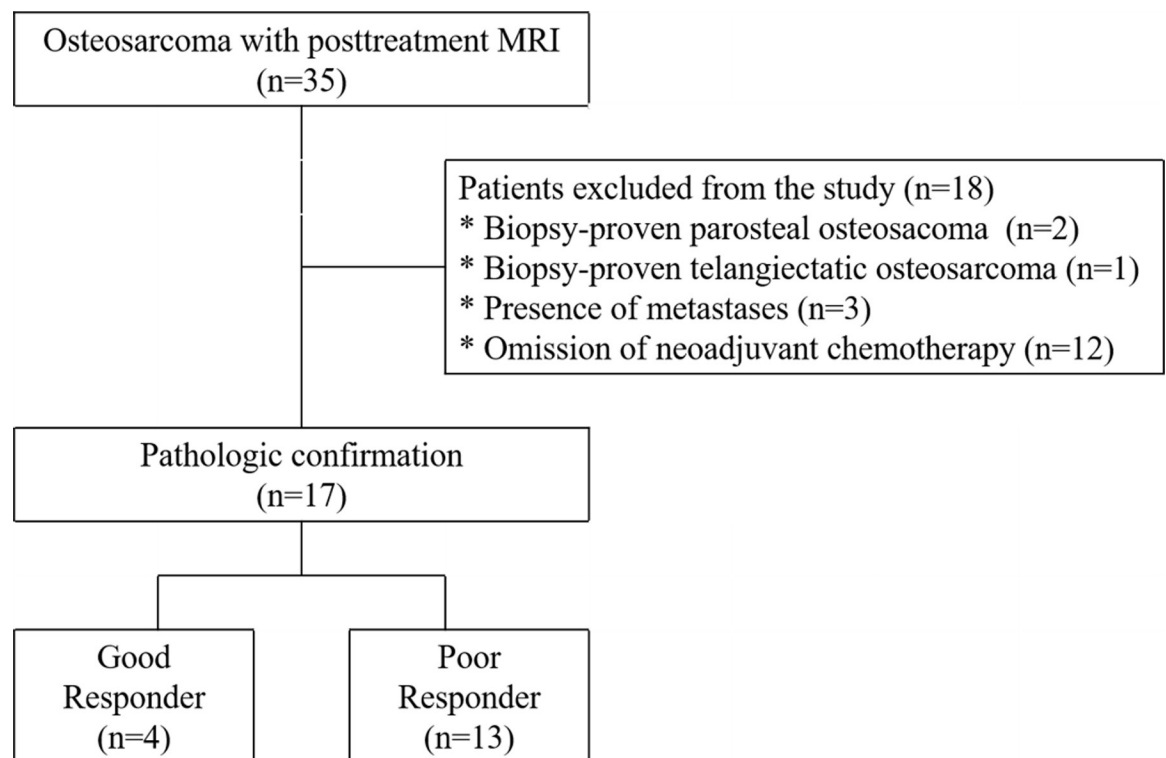 Osteosarcoma with posttreatment MRI
(n=35)
Patients excluded from the study (n=18)
* Biopsy-proven parosteal osteosacoma (n=2)
* Biopsy-proven telangiectatic osteosarcoma (n=1)
* Presence of metastases (n=3)
* Omission of neoadjuvant chemotherapy (n=12)
Pathologic confirmation
(n=17)
Good
Responder
(n=4)
Poor
Responder
(n=13)